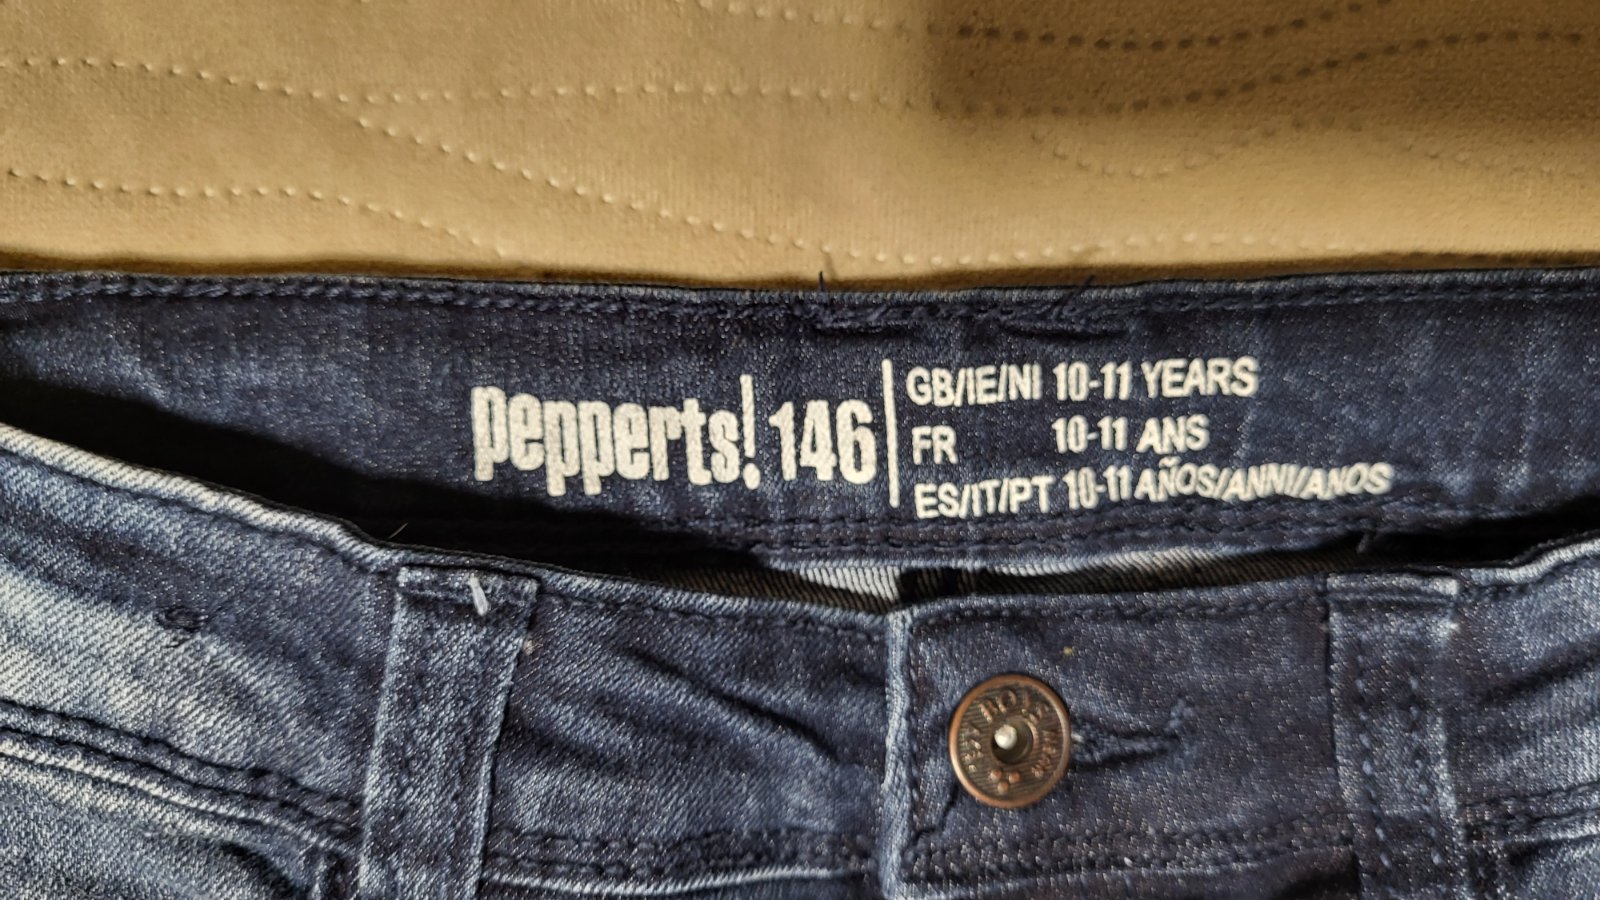 pepperts! 146
GB/IE/NI 10-11 YEARS
FR 10-11 ANS
ES/IT/PT 10-11 AÑOS/ANNI/ANOS